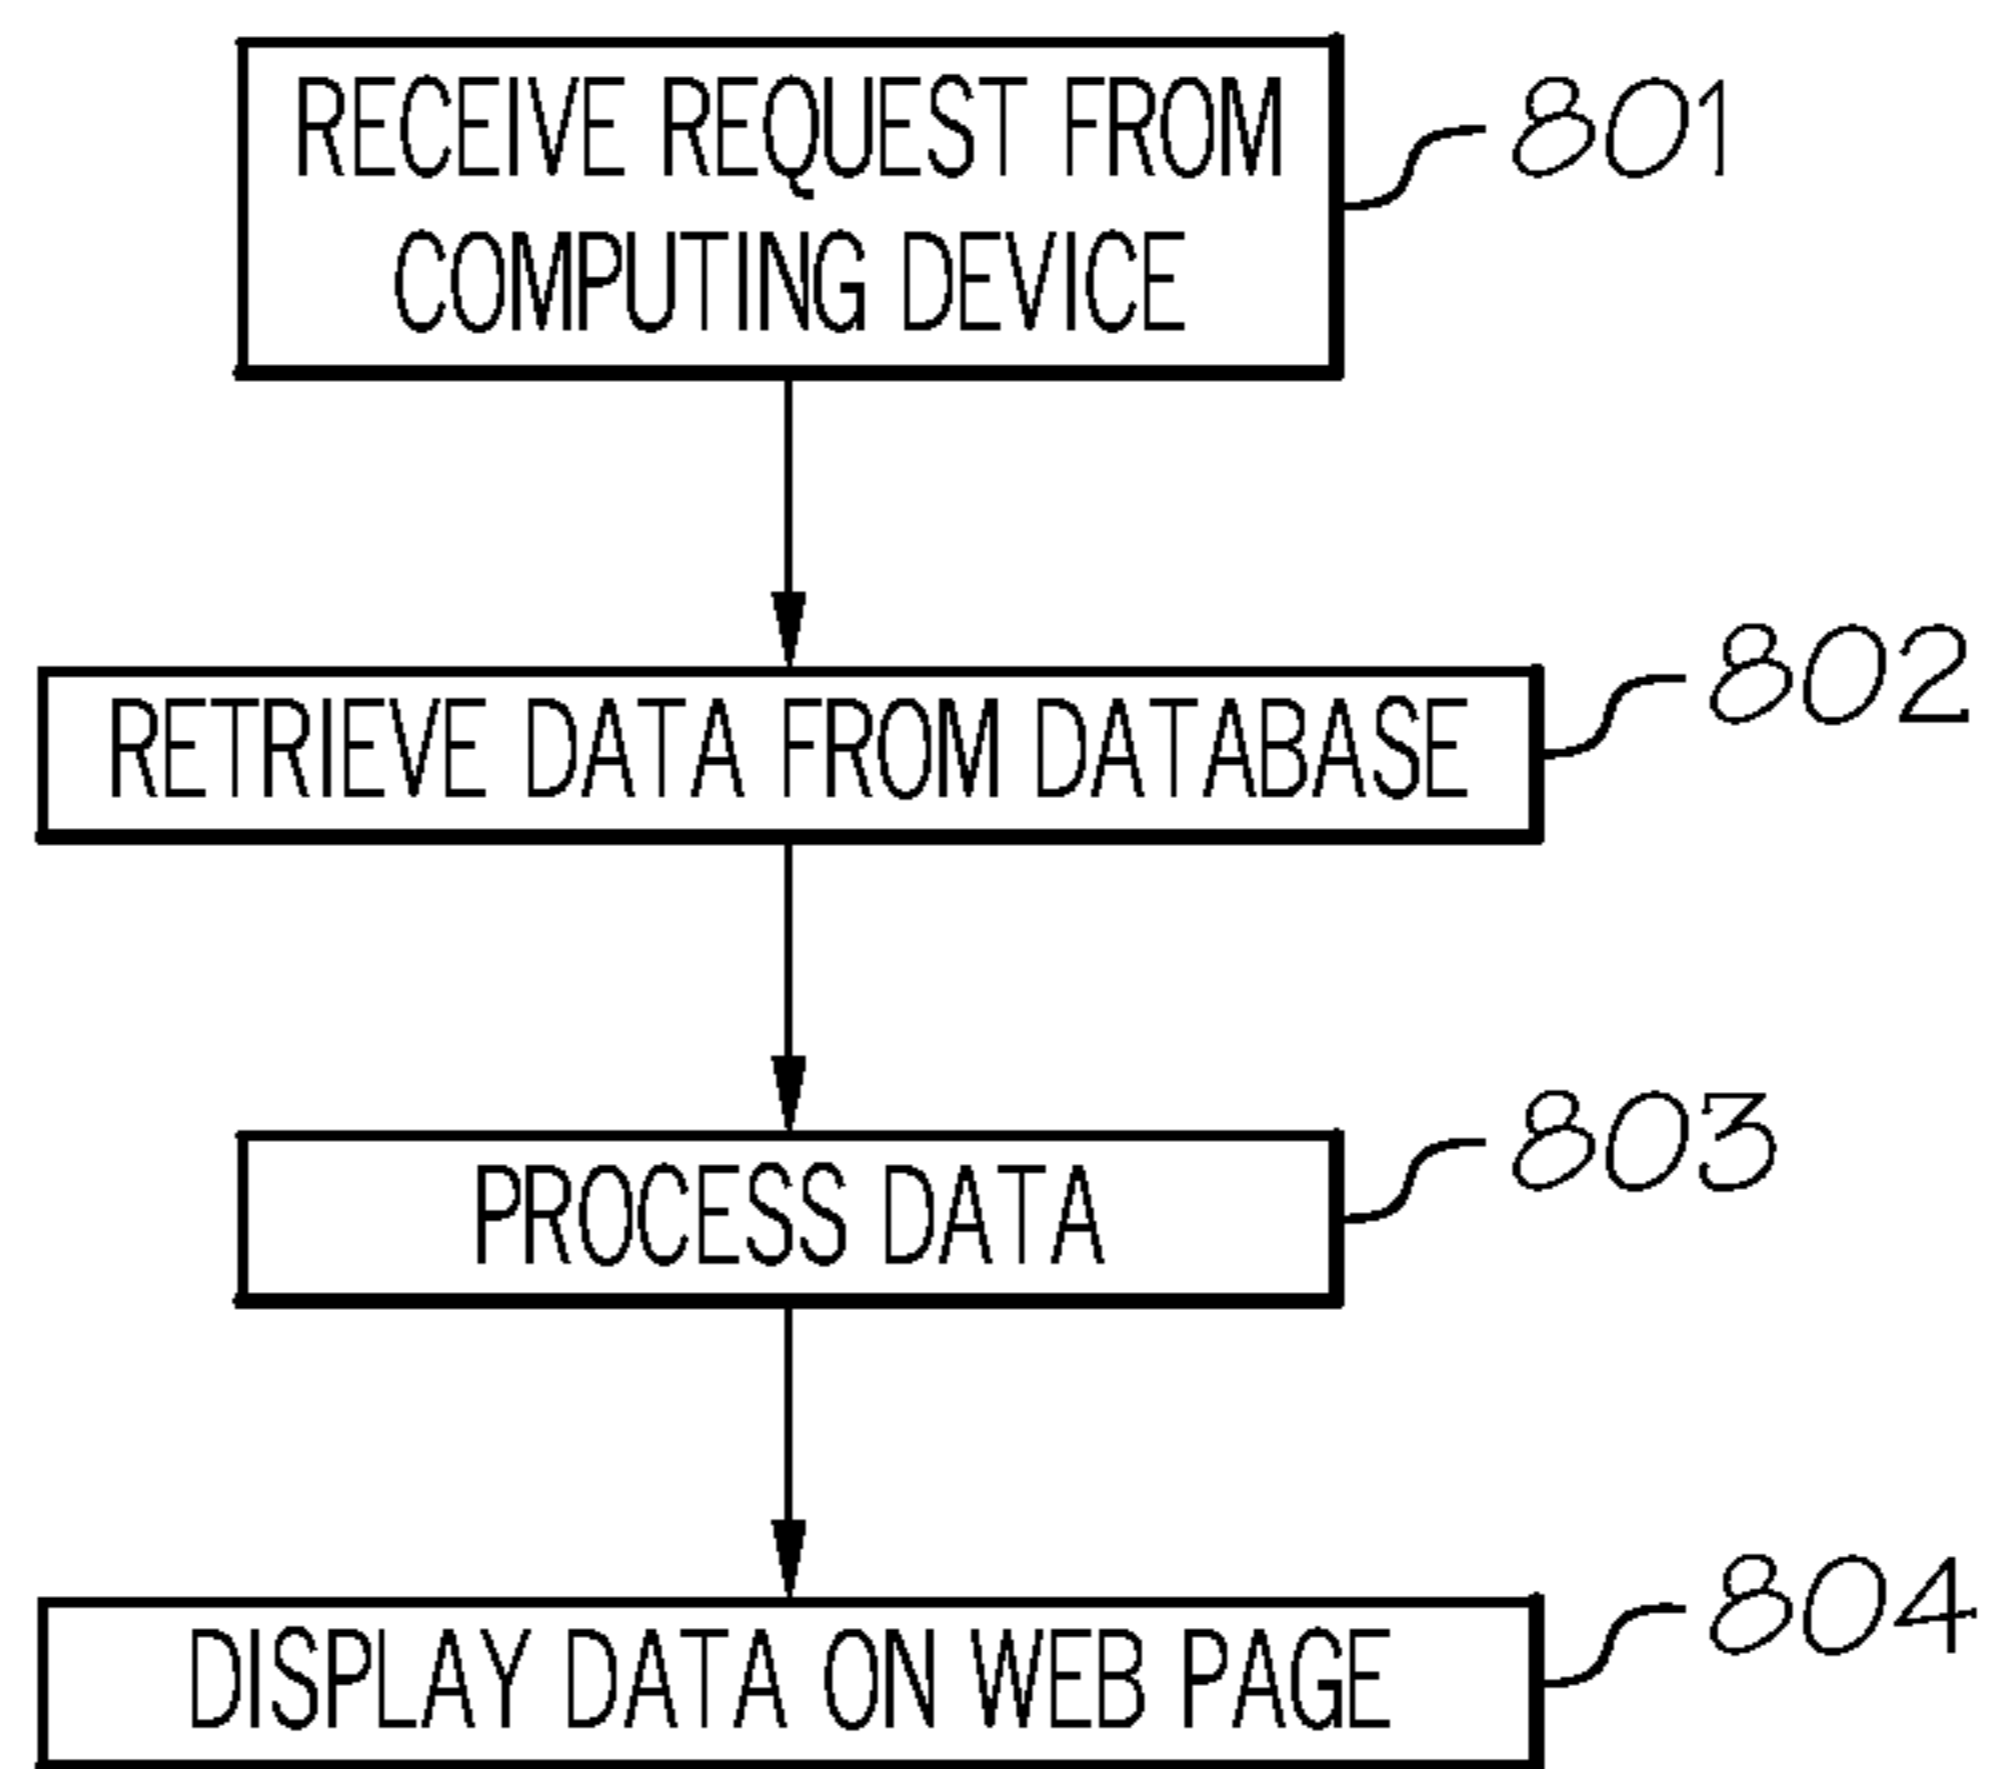 RECEIVE REQUEST FROM
COMPUTING DEVICE
801
RETRIEVE DATA FROM DATABASE
802
PROCESS DATA
803
DISPLAY DATA ON WEB PAGE
804